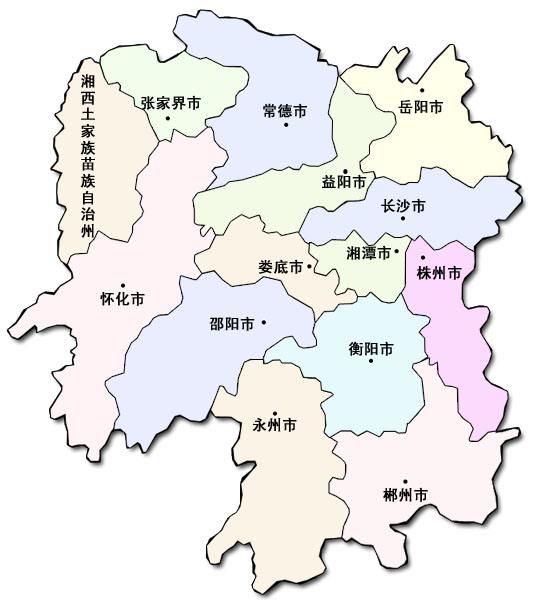 湘西土家族苗族自治州
张家界市
常德市
岳阳市
益阳市
长沙市
湘潭市
株州市
娄底市
怀化市
邵阳市
衡阳市
永州市
郴州市